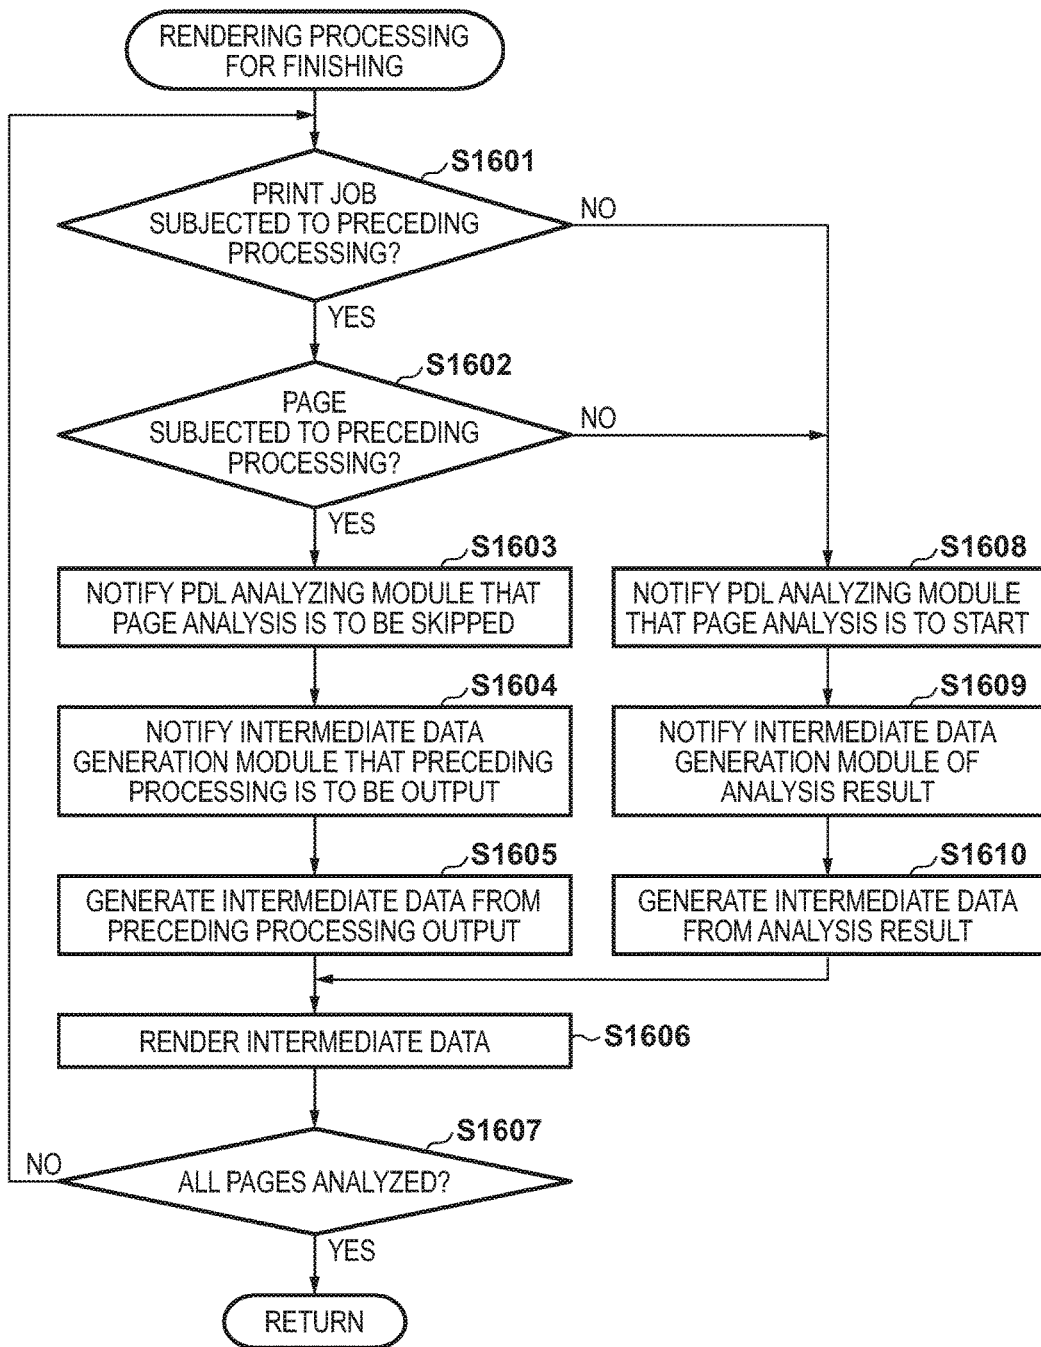 RENDERING PROCESSING
FOR FINISHING
S1601
PRINT JOB
SUBJECTED TO PRECEDING
PROCESSING?
NO
YES
S1602
PAGE
SUBJECTED TO PRECEDING
PROCESSING?
NO
YES
S1603
NOTIFY PDL ANALYZING MODULE THAT
PAGE ANALYSIS IS TO BE SKIPPED
S1608
NOTIFY PDL ANALYZING MODULE
THAT PAGE ANALYSIS IS TO START
S1604
NOTIFY INTERMEDIATE DATA
GENERATION MODULE THAT PRECEDING
PROCESSING IS TO BE OUTPUT
S1609
NOTIFY INTERMEDIATE DATA
GENERATION MODULE OF
ANALYSIS RESULT
S1605
GENERATE INTERMEDIATE DATA FROM
PRECEDING PROCESSING OUTPUT
S1610
GENERATE INTERMEDIATE DATA
FROM ANALYSIS RESULT
RENDER INTERMEDIATE DATA
S1606
S1607
NO
ALL PAGES ANALYZED?
YES
RETURN